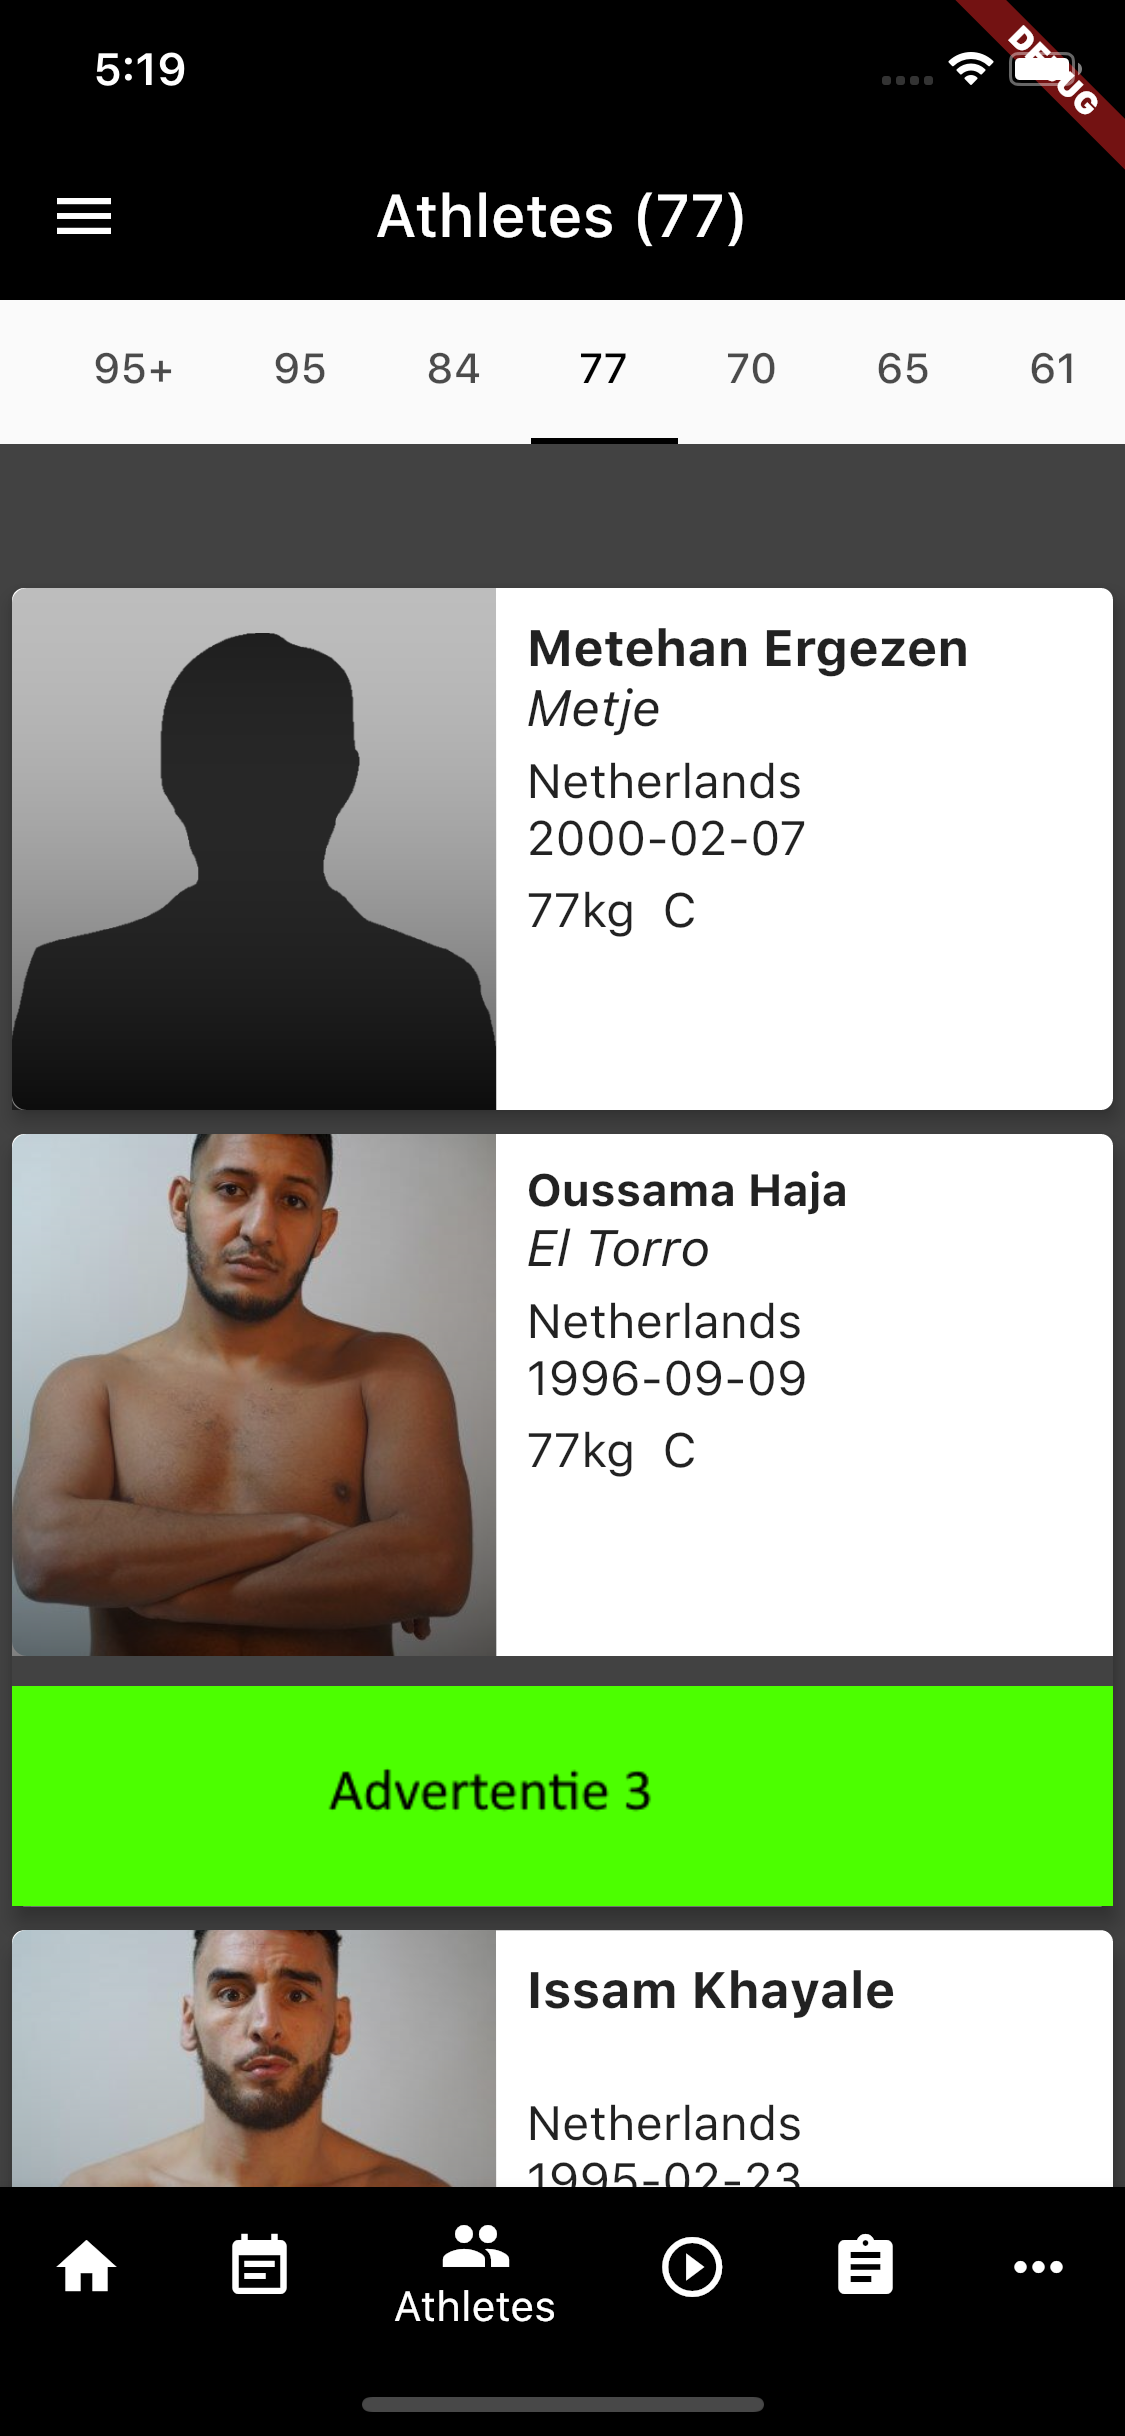 5:19
DEBUG
Athletes (77)
95+ 95 84 77 70 65 61
Metehan Ergezen
Metje
Netherlands
2000-02-07
77kg C
Oussama Haja
El Torro
Netherlands
1996-09-09
77kg C
Advertentie 3
Issam Khayale
Netherlands
1995-02-23
Athletes